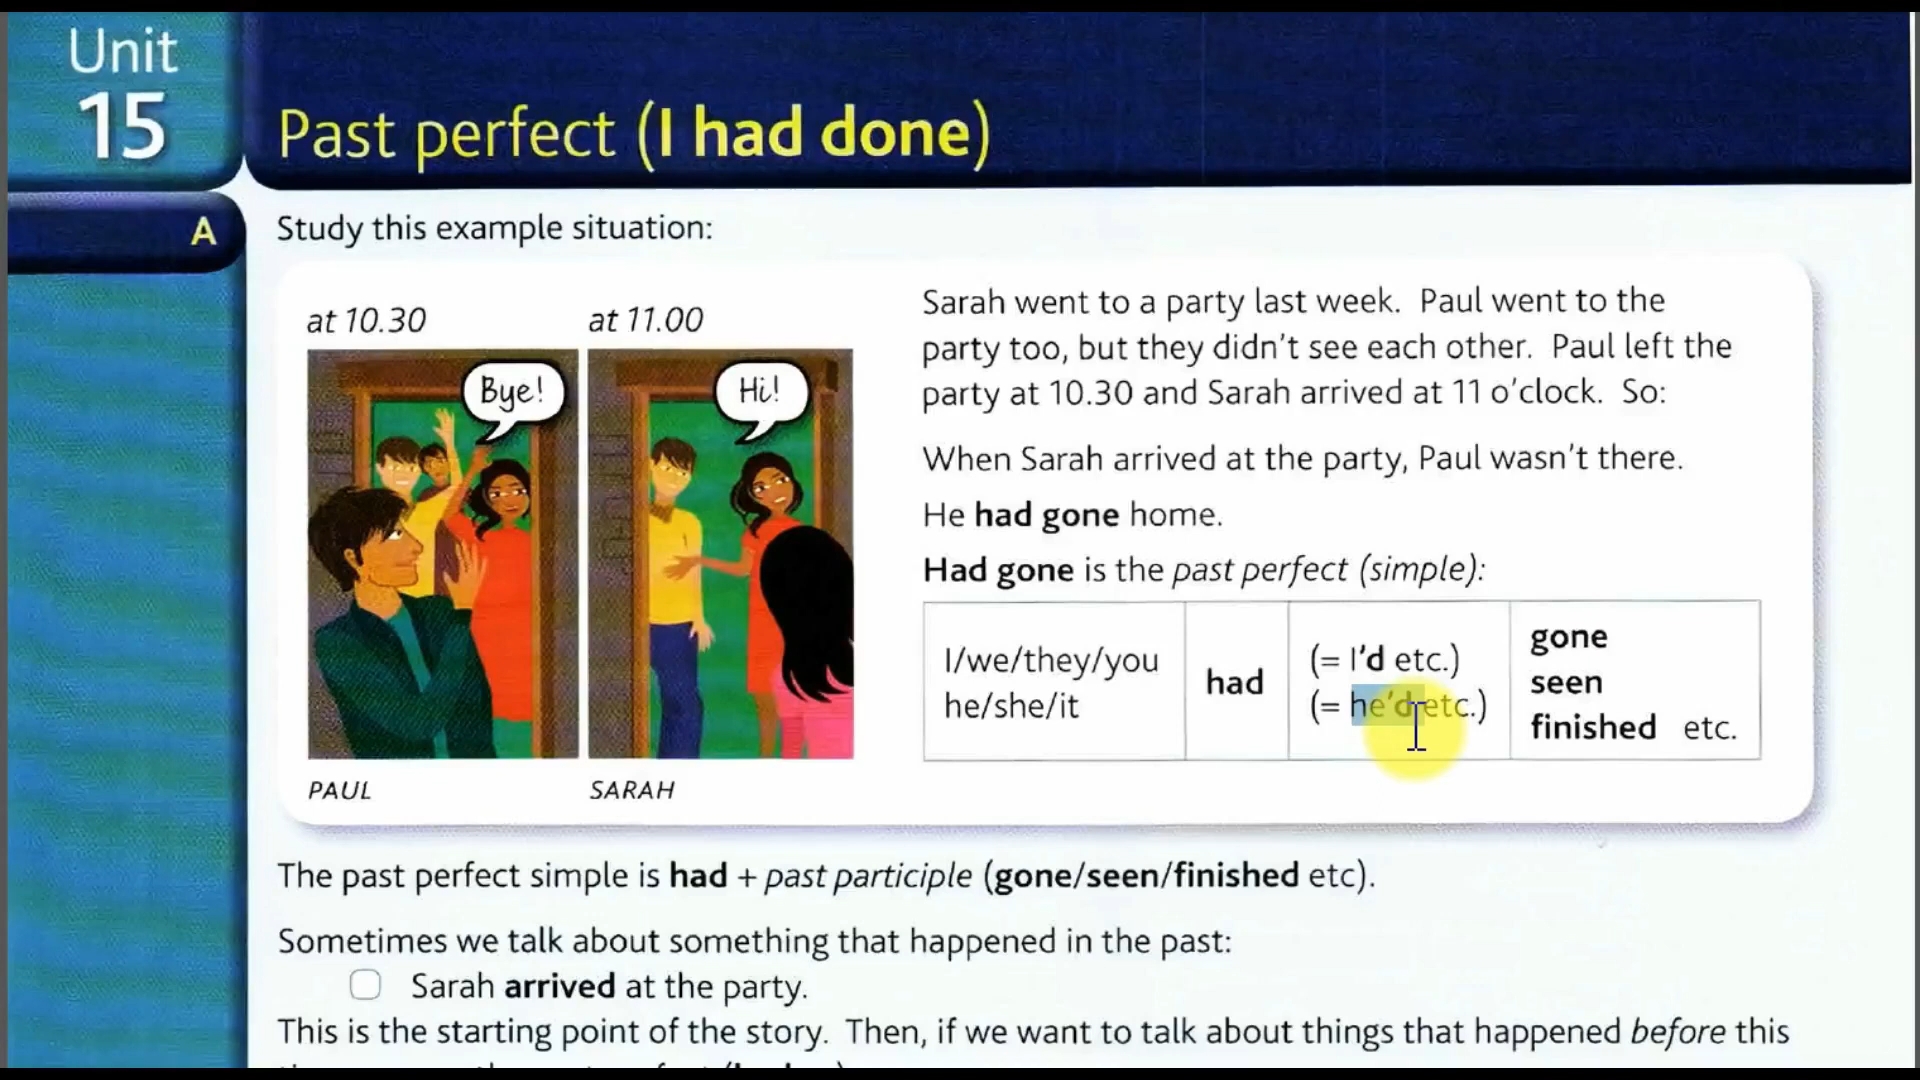 Unit
15
Past perfect (I had done)
A
Study this example situation:
at 10.30
at 11.00
Bye!
Hi!
PAUL
SARAH
Sarah went to a party last week. Paul went to the
party too, but they didn't see each other. Paul left the
party at 10.30 and Sarah arrived at 11 o'clock. So:
When Sarah arrived at the party, Paul wasn't there.
He had gone home.
Had gone is the past perfect (simple):
I/we/they/you
he/she/it
had
(= I'd etc.)
(= he'd etc.)
gone
seen
finished etc.
The past perfect simple is had + past participle (gone/seen/finished etc).
Sometimes we talk about something that happened in the past:
Sarah arrived at the party.
This is the starting point of the story. Then, if we want to talk about things that happened before this